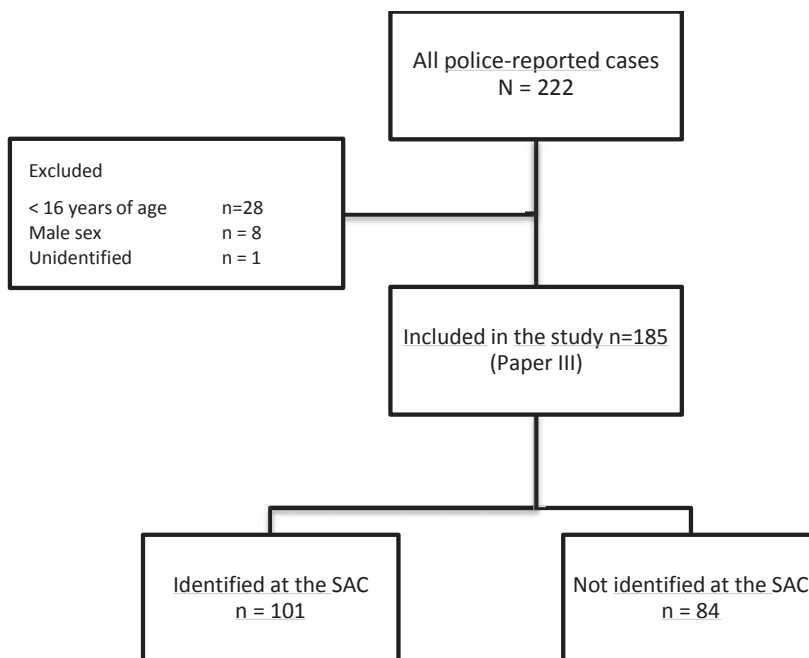 All police-reported cases
N = 222
Excluded
< 16 years of age n=28
Male sex n = 8
Unidentified n = 1
Included in the study n=185
(Paper III)
Identified at the SAC
n = 101
Not identified at the SAC
n = 84